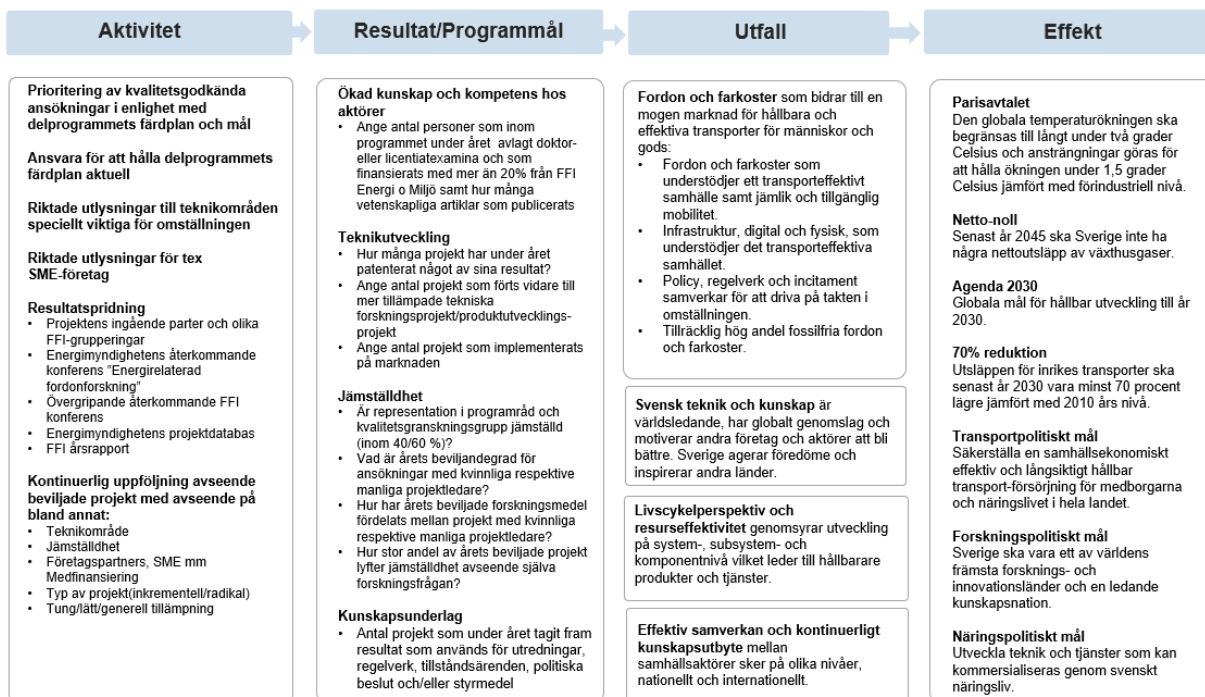 Aktivitet
Prioritering av kvalitetsgodkända
ansökningar i enlighet med
delprogrammets färdplan och mål
Ansvara för att hålla delprogrammets
färdplan aktuell
Riktade utlysningar till teknikområden
speciellt viktiga för omställningen
Riktade utlysningar för tex
SME-företag
Resultatspridning
• Projektens ingående parter och olika
FFI-grupperingar
• Energimyndighetens återkommande
konferens ”Energirelaterad
fordonforskning”
• Övergripande återkommande FFI
konferens
• Energimyndighetens projektdatabas
• FFI årsrapport
Kontinuerlig uppföljning avseende
beviljade projekt med avseende på
bland annat:
• Teknikområde
• Jämställdhet
• Företagspartners, SME mm
Medfinansiering
• Typ av projekt(inkrementell/radikal)
• Tung/lätt/generell tillämpning
Resultat/Programmål
Ökad kunskap och kompetens hos
aktörer
• Ange antal personer som inom
programmet under året avlagt doktor-
eller licentiatexamina och som
finansierats med mer än 20% från FFI
Energi o Miljö samt hur många
vetenskapliga artiklar som publicerats
Teknikutveckling
• Hur många projekt har under året
patenterat något av sina resultat?
• Ange antal projekt som förts vidare till
mer tillämpade tekniska
forskningsprojekt/produktutvecklings-
projekt
• Ange antal projekt som implementerats
på marknaden
Jämställdhet
• Är representation i programråd och
kvalitetsgranskningsgrupp jämställd
(inom 40/60 %)?
• Vad är årets beviljandegrad för
ansökningar med kvinnliga respektive
manliga projektledare?
• Hur har årets beviljade forskningsmedel
fördelats mellan projekt med kvinnliga
respektive manliga projektledare?
• Hur stor andel av årets beviljade projekt
lyfter jämställdhet avseende själva
forskningsfrågan?
Kunskapsunderlag
• Antal projekt som under året tagit fram
resultat som används för utredningar,
regelverk, tillståndsärenden, politiska
beslut och/eller styrmedel
Utfall
Fordon och farkoster som bidrar till en
mogen marknad för hållbara och
effektiva transporter för människor och
gods:
• Fordon och farkoster som
understödjer ett transporteffektivt
samhälle samt jämlik och tillgänglig
mobilitet.
• Infrastruktur, digital och fysisk, som
understödjer det transporteffektiva
samhället.
• Policy, regelverk och incitament
samverkar för att driva på takten i
omställningen.
• Tillräcklig hög andel fossilfria fordon
och farkoster.
Svensk teknik och kunskap är
världsledande, har globalt genomslag och
motiverar andra företag och aktörer att bli
bättre. Sverige agerar föredöme och
inspirerar andra länder.
Livscykelperspektiv och
resurseffektivitet genomsyrar utveckling
på system-, subsystem- och
komponentnivå vilket leder till hållbarare
produkter och tjänster.
Effektiv samverkan och kontinuerligt
kunskapsutbyte mellan
samhällsaktörer sker på olika nivåer,
nationellt och internationellt.
Effekt
Parisavtalet
Den globala temperaturökningen ska
begränsas till långt under två grader
Celsius och ansträngningar göras för
att hålla ökningen under 1,5 grader
Celsius jämfört med förindustriell nivå.
Netto-noll
Senast år 2045 ska Sverige inte ha
några nettoutsläpp av växthusgaser.
Agenda 2030
Globala mål för hållbar utveckling till år
2030.
70% reduktion
Utsläppen för inrikes transporter ska
senast år 2030 vara minst 70 procent
lägre jämfört med 2010 års nivå.
Transportpolitiskt mål
Säkerställa en samhällsekonomiskt
effektiv och långsiktigt hållbar
transport-försörjning för medborgarna
och näringslivet i hela landet.
Forskningspolitiskt mål
Sverige ska vara ett av världens
främsta forsknings- och
innovationsländer och en ledande
kunskapsnation.
Näringspolitiskt mål
Utveckla teknik och tjänster som kan
kommersialiseras genom svenskt
näringsliv.